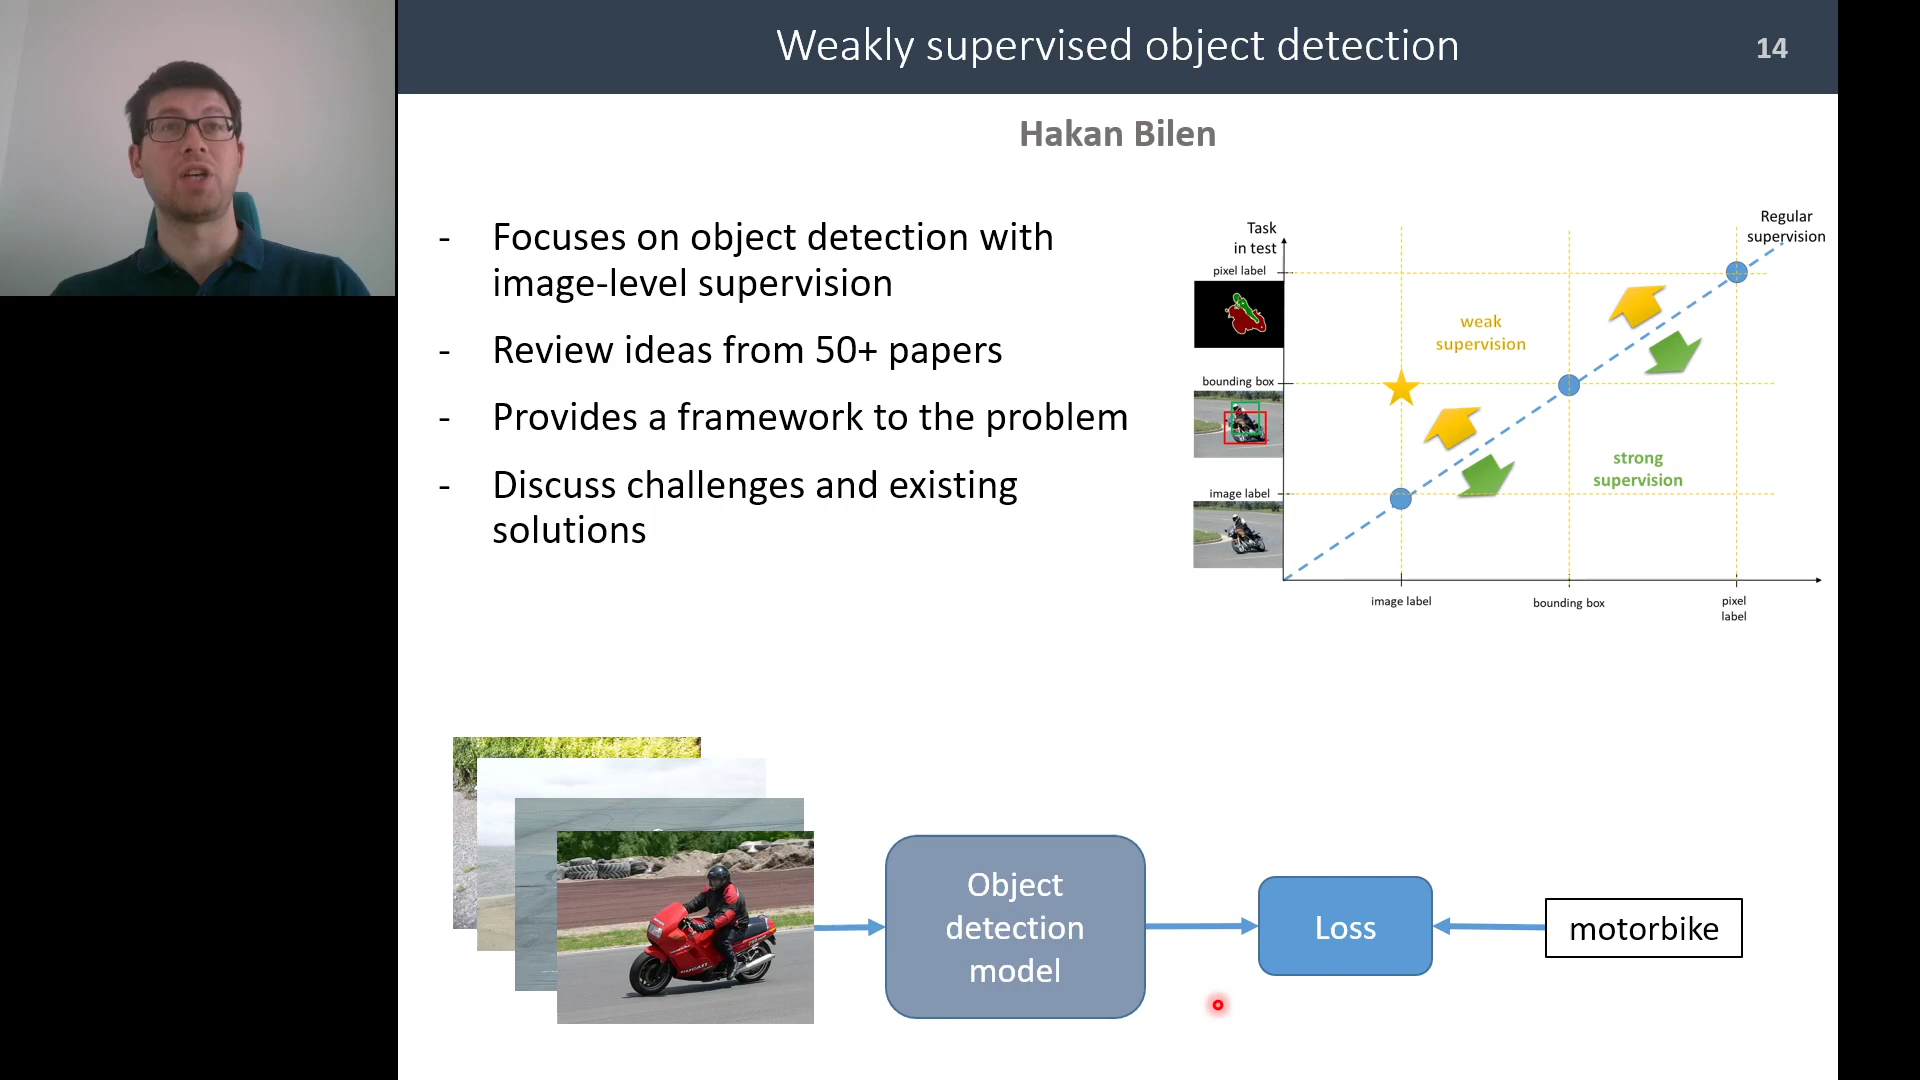 Weakly supervised object detection
14
Hakan Bilen
- Focuses on object detection with
image-level supervision
- Review ideas from 50+ papers
- Provides a framework to the problem
- Discuss challenges and existing
solutions
Task
in test
Regular
supervision
pixel label
weak
supervision
bounding box
strong
supervision
image label
image label
bounding box
pixel
label
Object
detection
model
Loss
motorbike
DUCATI